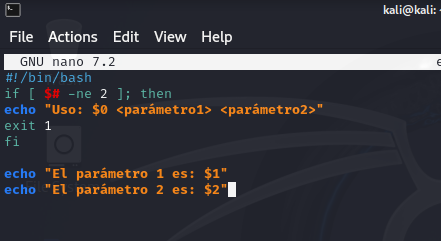 kali@kali:
File Actions Edit View Help
GNU nano 7.2
#!/bin/bash
if [ $# -ne 2 ]; then
echo "Uso: $0 <parámetro1> <parámetro2>"
exit 1
fi
echo "El parámetro 1 es: $1"
echo "El parámetro 2 es: $2"